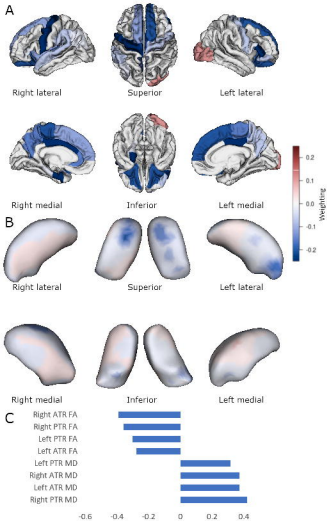 A
Right lateral
Superior
Left lateral
Right medial
Inferior
Left medial
0.2
0.1
0.0
-0.1
-0.2
Weighting
B
Right lateral
Superior
Left lateral
Right medial
Inferior
Left medial
C
Right ATR FA
Right PTR FA
Left PTR FA
Left ATR FA
Left PTR MD
Right ATR MD
Left ATR MD
Right PTR MD
-0.6
-0.4
-0.2
0
0.2
0.4